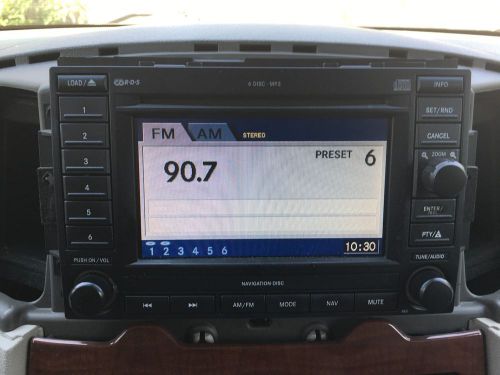 LOAD/
R·D·S
6 DISC - MP3
INFO
1
2
3
4
5
6
SET/RND
CANCEL
ZOOM
ENTER/
PTY/
FM
AM
STEREO
PRESET 6
90.7
1 2 3 4 5 6
10:30
PUSH ON/VOL
TUNE/AUDIO
NAVIGATION DISC
AM/FM
MODE
NAV
MUTE